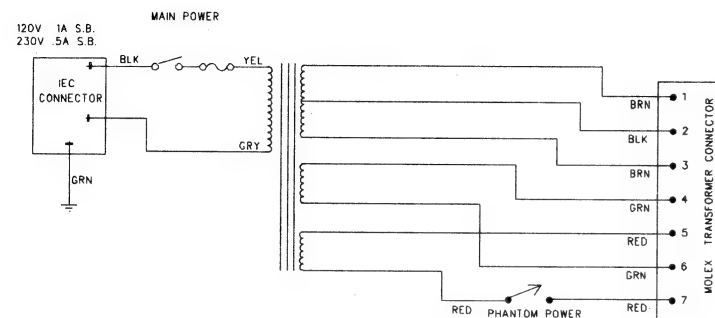 MAIN POWER
120V 1A S.B.
230V .5A S.B.
BLK
YEL
IEC
CONNECTOR
GRY
GRN
BRN
1
BLK
2
BRN
3
GRN
4
RED
5
GRN
6
RED
PHANTOM POWER
RED
7
MOLEX TRANSFORMER CONNECTOR